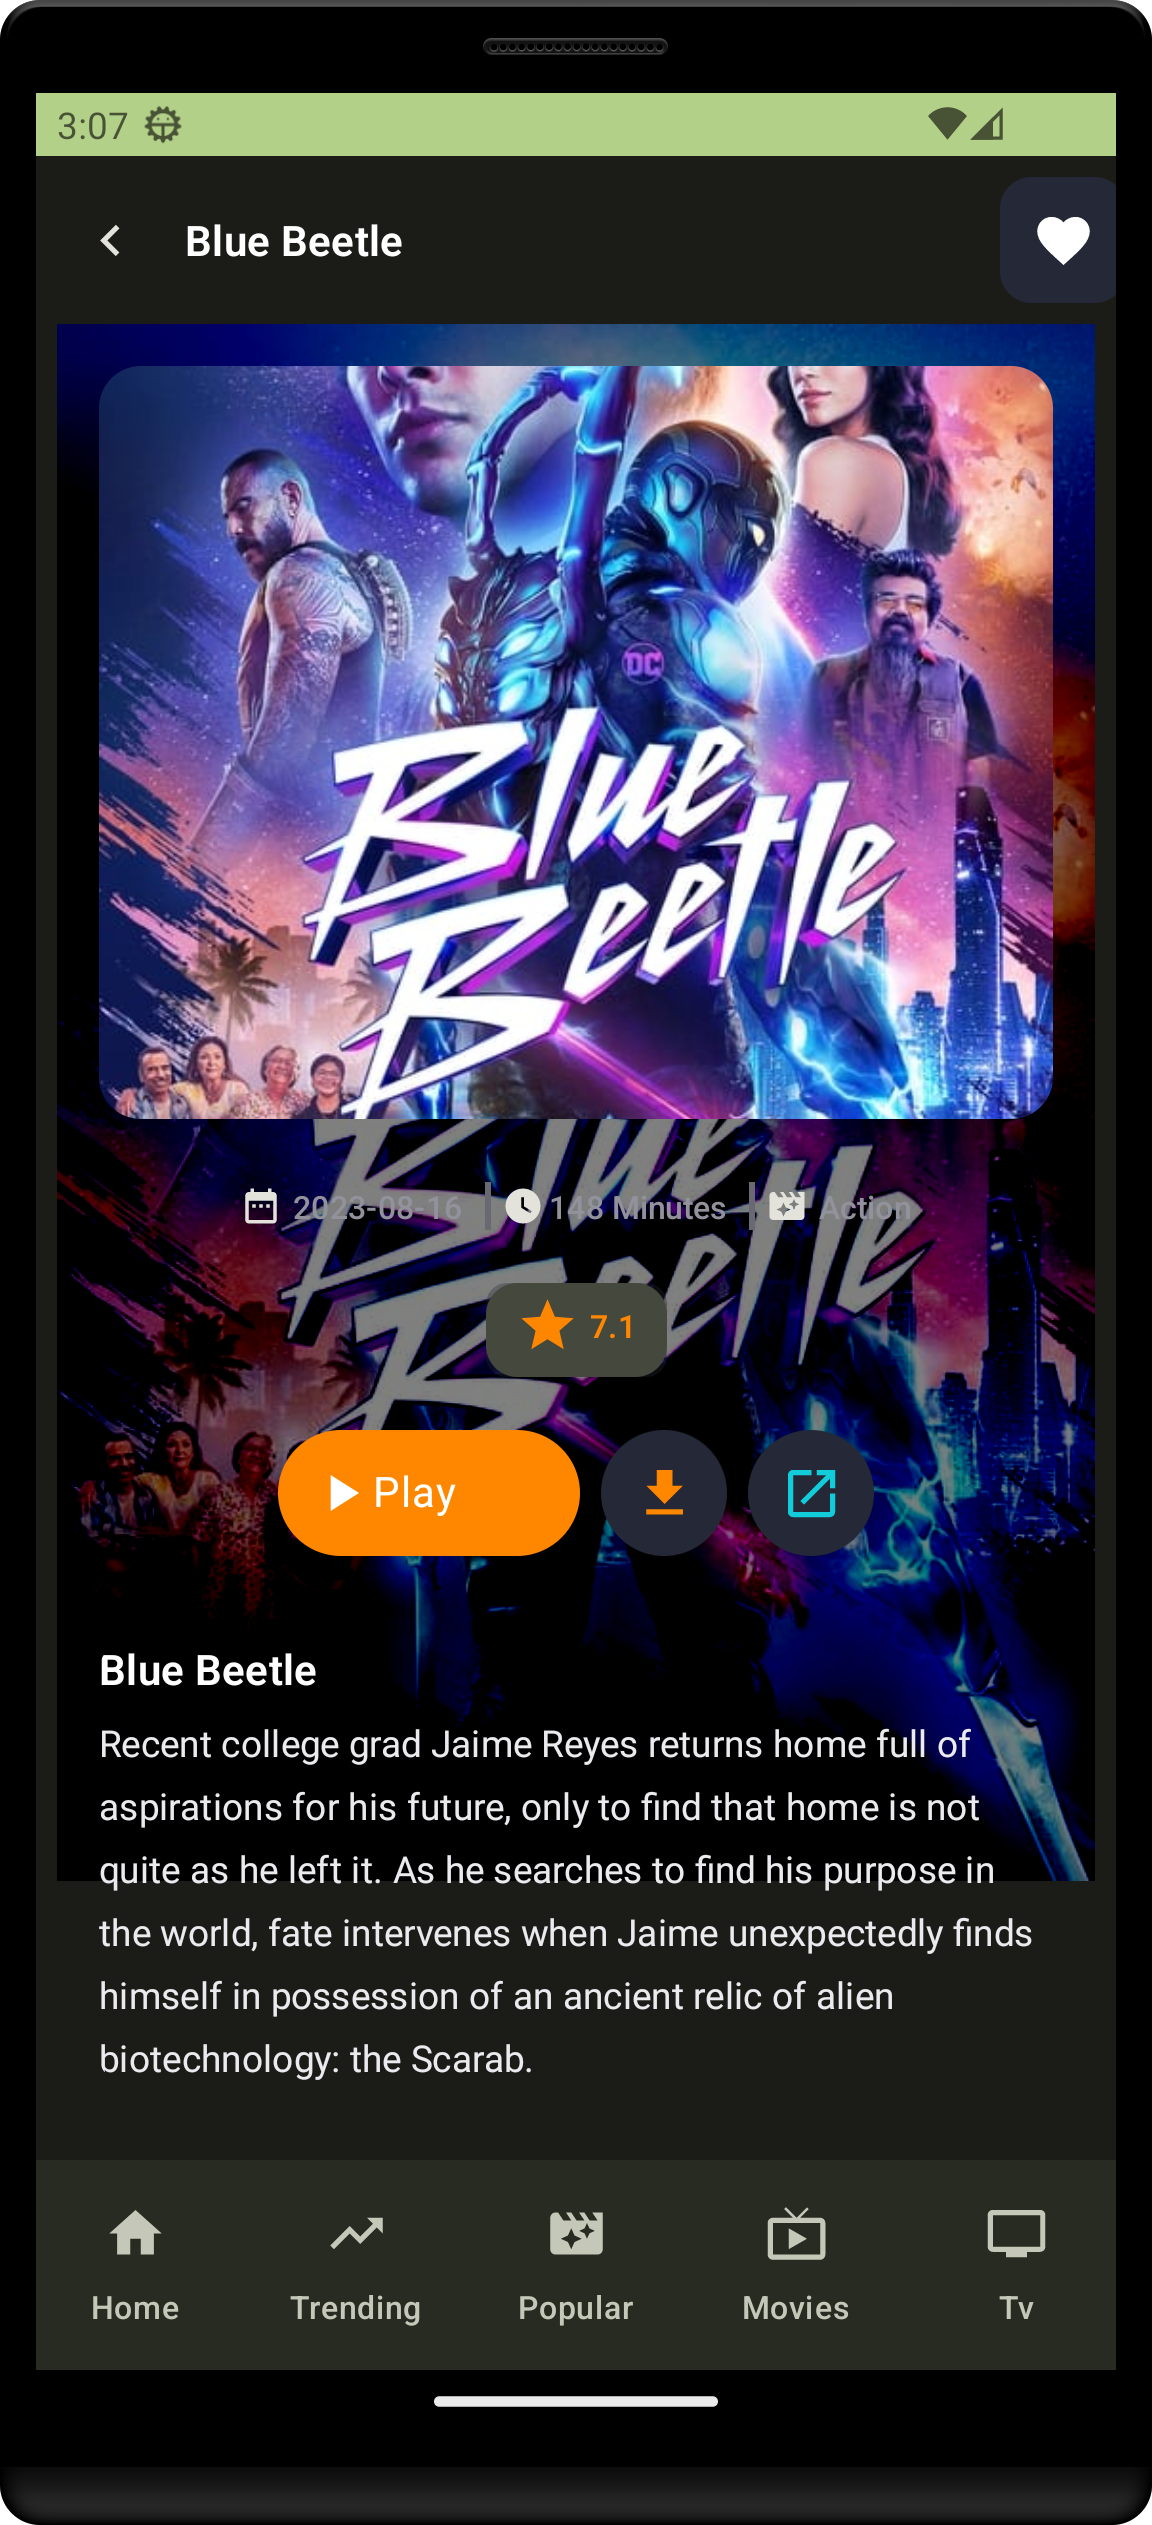 3:07
Blue Beetle
DC
Blue
Beetle
Blue
Beetle
2023-08-16 148 Minutes Action
7.1
Play
Blue Beetle
Recent college grad Jaime Reyes returns home full of
aspirations for his future, only to find that home is not
quite as he left it. As he searches to find his purpose in
the world, fate intervenes when Jaime unexpectedly finds
himself in possession of an ancient relic of alien
biotechnology: the Scarab.
Home Trending Popular Movies Tv